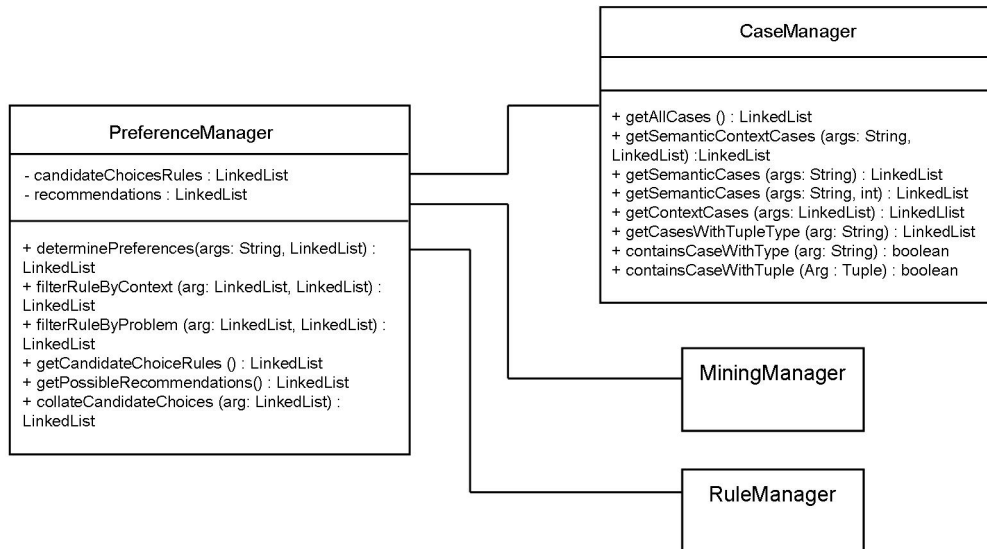 PreferenceManager
- candidateChoicesRules : LinkedList
- recommendations : LinkedList
+ determinePreferences(args: String, LinkedList) :
LinkedList
+ filterRuleByContext (arg: LinkedList, LinkedList) :
LinkedList
+ filterRuleByProblem (arg: LinkedList, LinkedList) :
LinkedList
+ getCandidateChoiceRules () : LinkedList
+ getPossibleRecommendations() : LinkedList
+ collateCandidateChoices (arg: LinkedList) :
LinkedList
CaseManager
+ getAllCases () : LinkedList
+ getSemanticContextCases (args: String,
LinkedList) :LinkedList
+ getSemanticCases (args: String) : LinkedList
+ getSemanticCases (args: String, int) : LinkedList
+ getContextCases (args: LinkedList) : LinkedLlist
+ getCasesWithTupleType (arg: String) : LinkedList
+ containsCaseWithType (arg: String) : boolean
+ containsCaseWithTuple (Arg : Tuple) : boolean
MiningManager
RuleManager